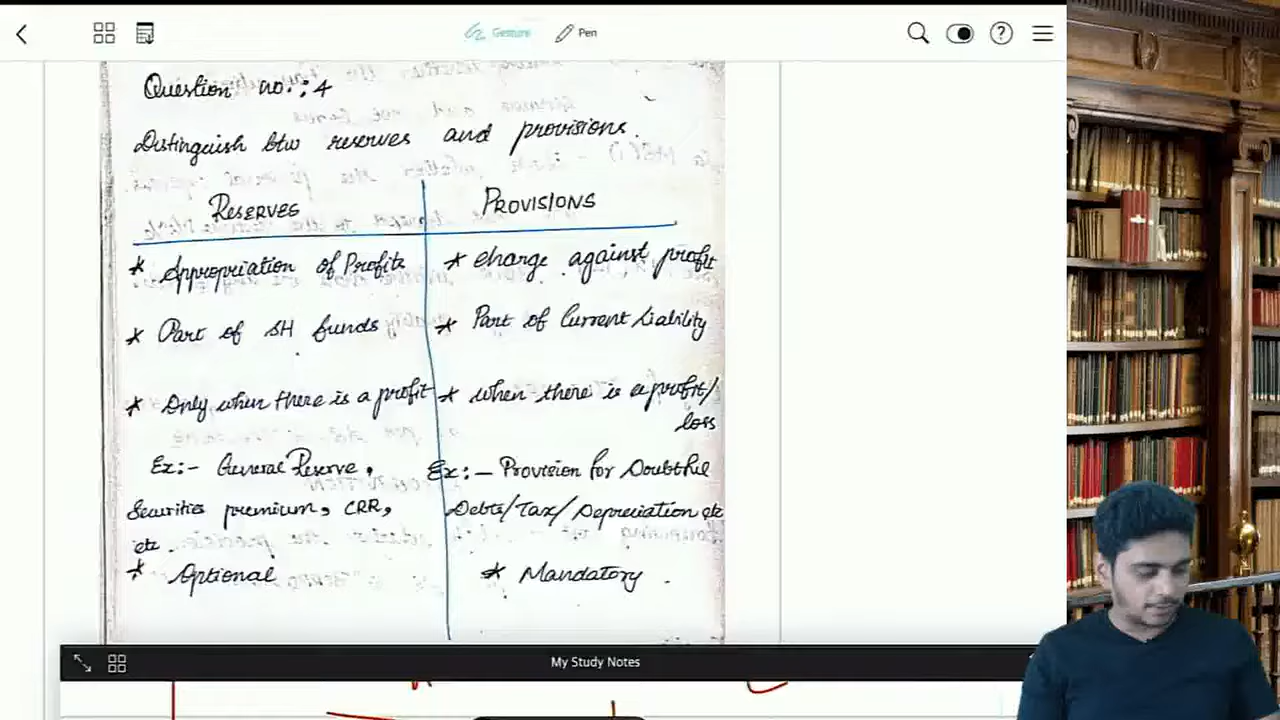 Gesture Pen
Question no.: 4
Distinguish btw reserves and provisions.
RESERVES PROVISIONS
* Appropriation of Profits * charge against profit
* Part of SH funds * Part of Current Liability
* Only when there is a profit * when there is a profit/
loss
Ex:- General Reserve, Ex:- Provision for Doubtful
Securities premium, CRR, Debts/Tax/Depreciation etc
etc.
* Optional * Mandatory.
My Study Notes